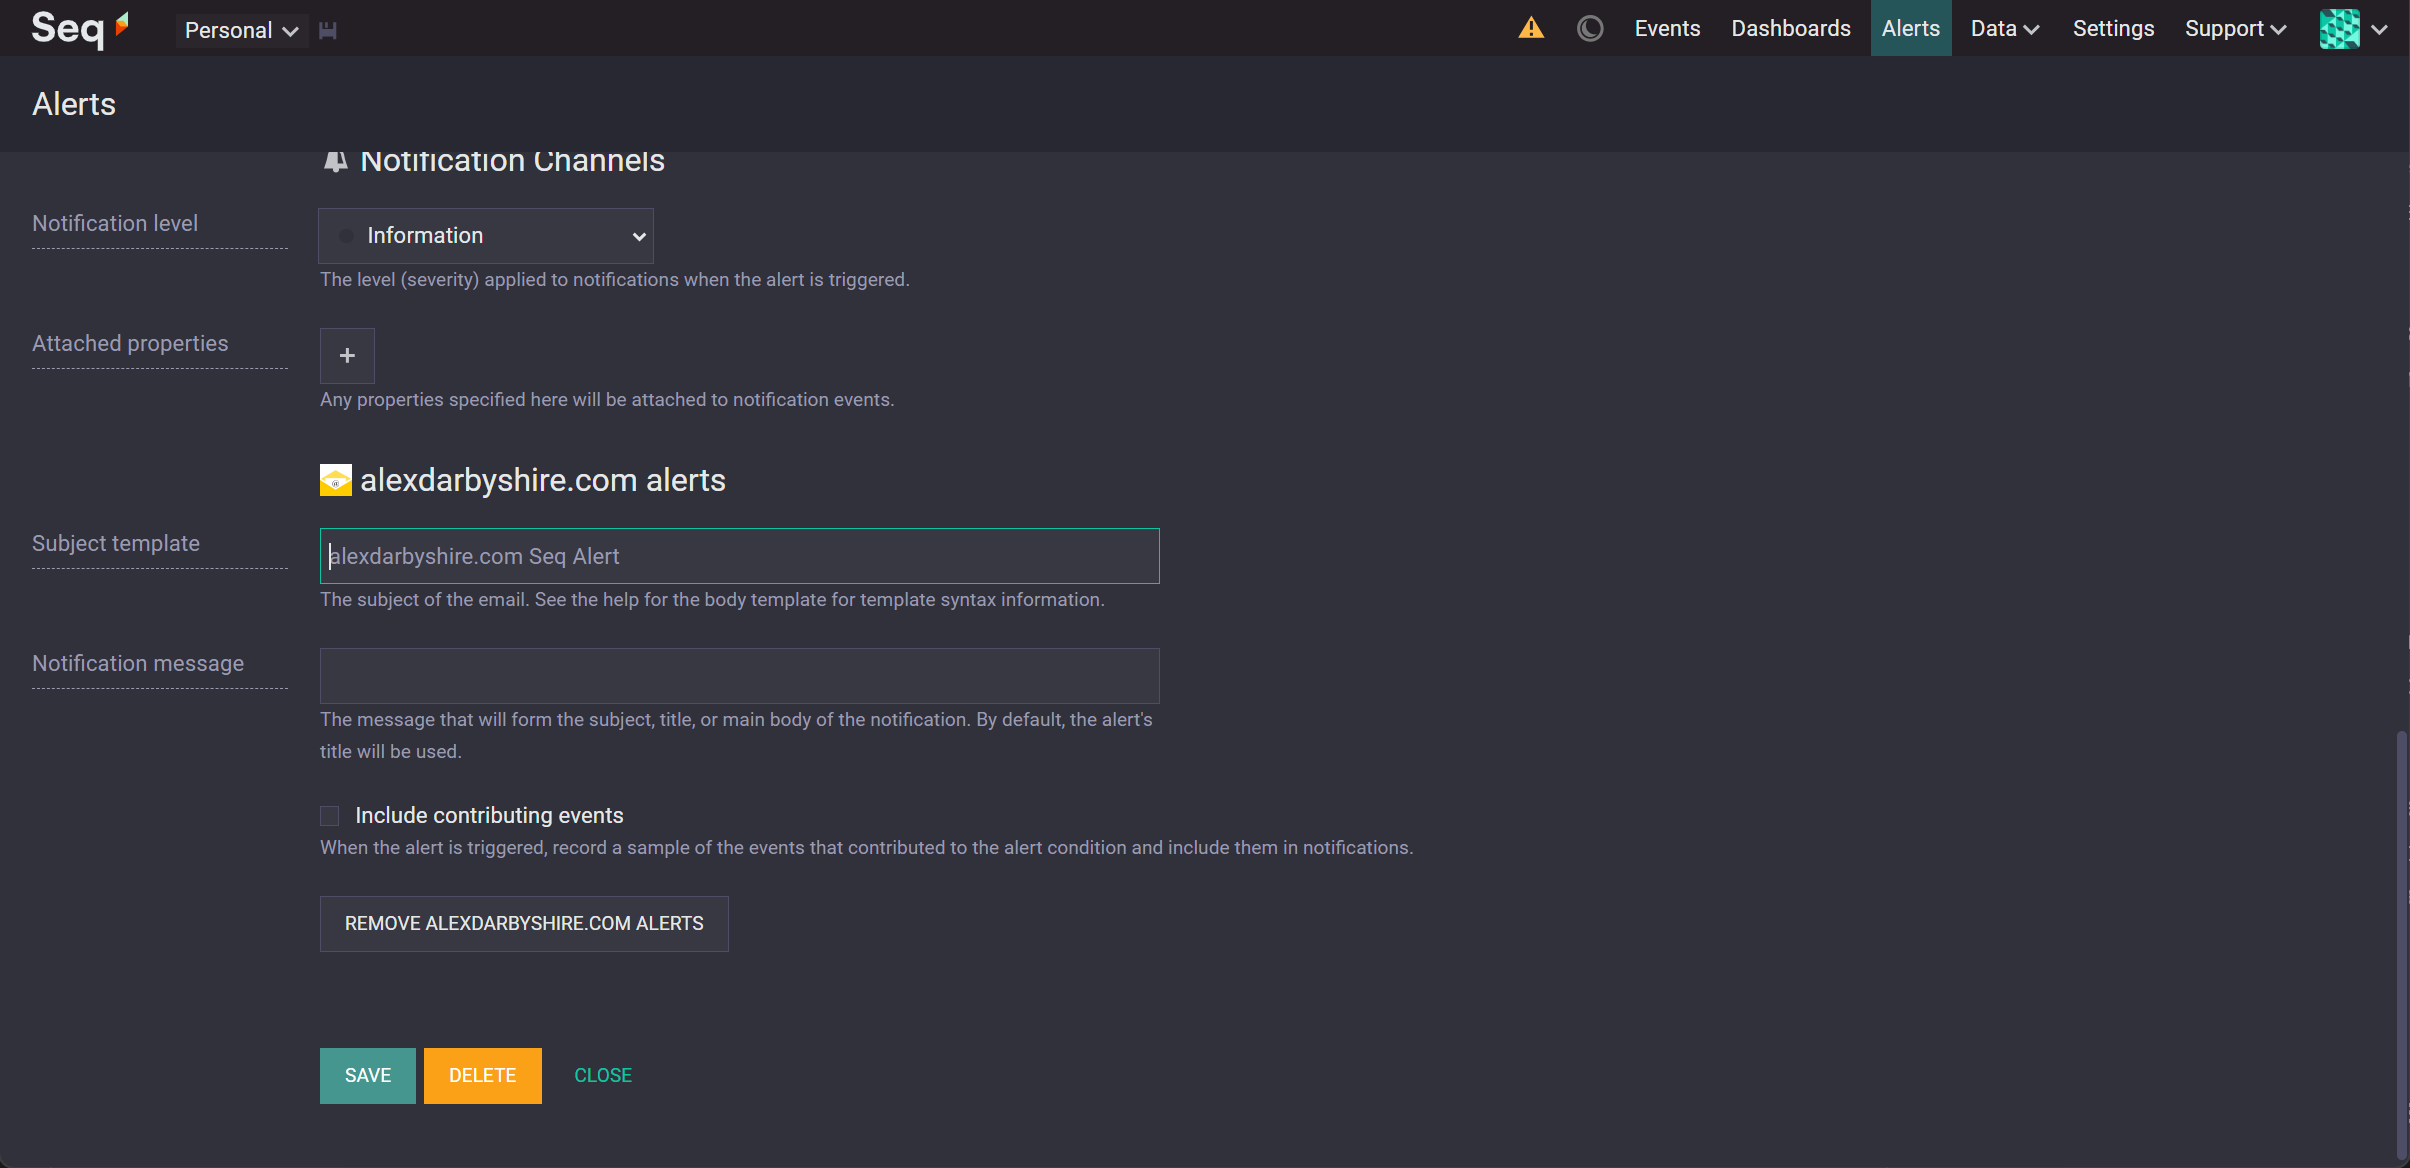 Seq
Personal
Events
Dashboards
Alerts
Data
Settings
Support
Alerts
Notification Channels
Notification level
Information
The level (severity) applied to notifications when the alert is triggered.
Attached properties
+
Any properties specified here will be attached to notification events.
alexdarbyshire.com alerts
Subject template
alexdarbyshire.com Seq Alert
The subject of the email. See the help for the body template for template syntax information.
Notification message
The message that will form the subject, title, or main body of the notification. By default, the alert's
title will be used.
Include contributing events
When the alert is triggered, record a sample of the events that contributed to the alert condition and include them in notifications.
REMOVE ALEXDARBYSHIRE.COM ALERTS
SAVE
DELETE
CLOSE